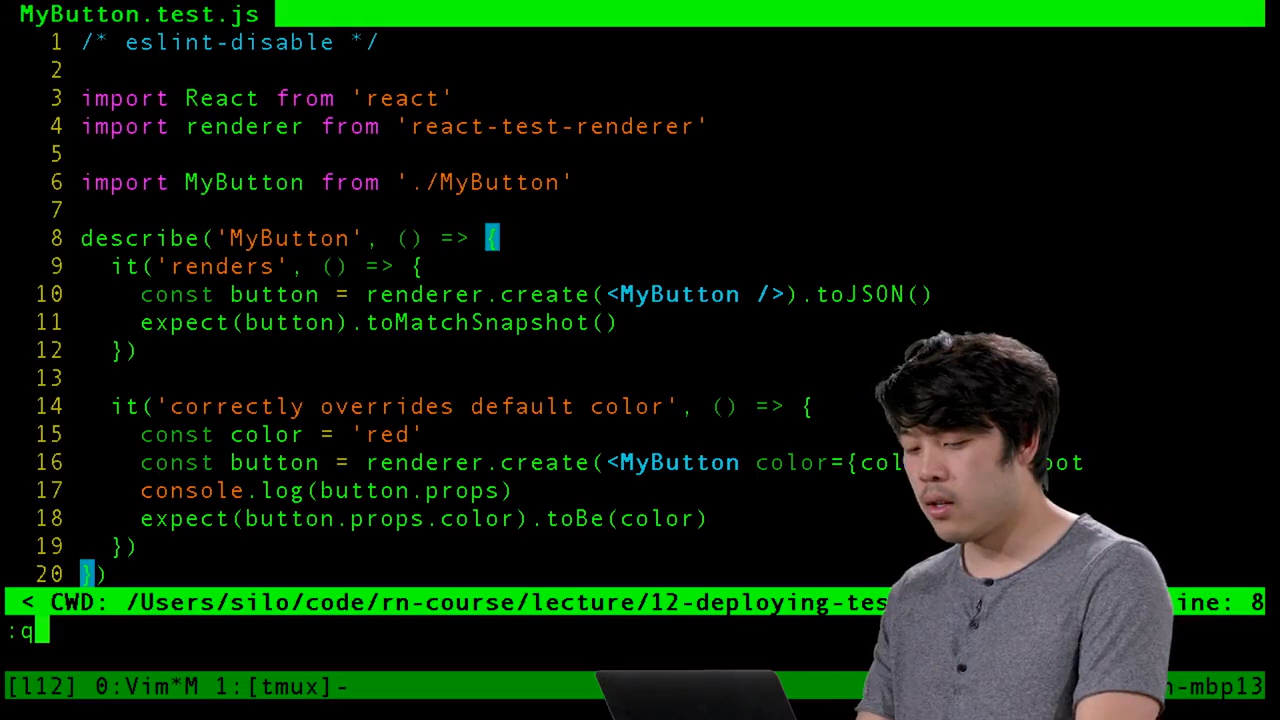 MyButton.test.js
1 /* eslint-disable */
2
3 import React from 'react'
4 import renderer from 'react-test-renderer'
5
6 import MyButton from './MyButton'
7
8 describe('MyButton', () => {
9 it('renders', () => {
10 const button = renderer.create(<MyButton />).toJSON()
11 expect(button).toMatchSnapshot()
12 })
13
14 it('correctly overrides default color', () => {
15 const color = 'red'
16 const button = renderer.create(<MyButton color={col oot
17 console.log(button.props)
18 expect(button.props.color).toBe(color)
19 })
20 })
< CWD: /Users/silo/code/rn-course/lecture/12-deploying-tes ine: 8
:q
[l12] 0:Vim*M 1:[tmux]- -mbp13